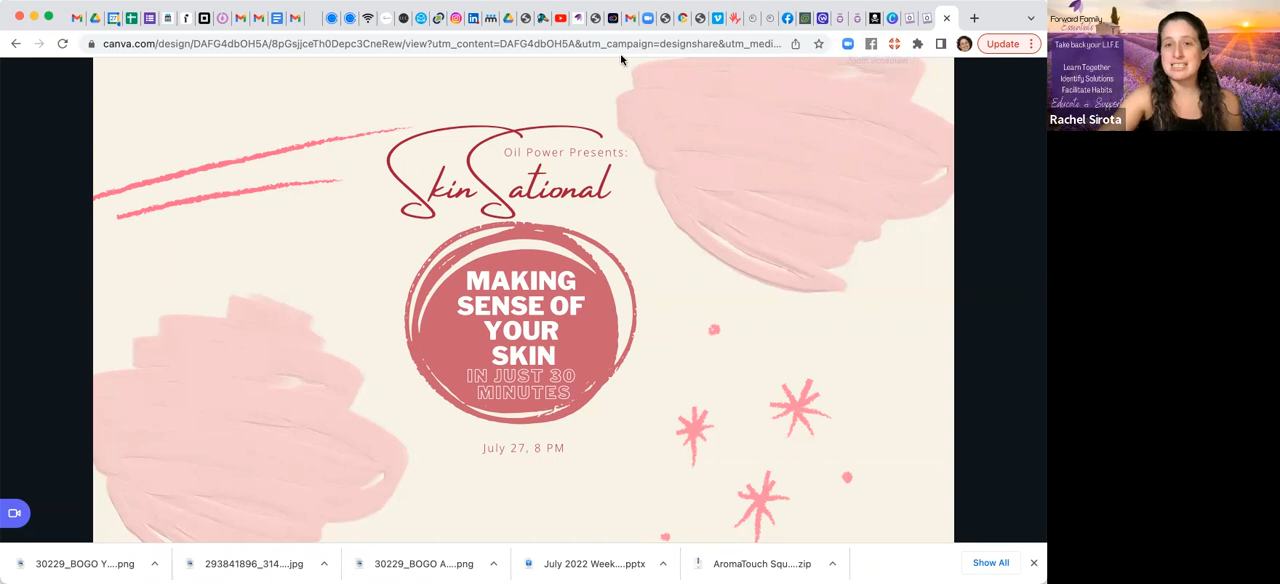 canva.com/design/DAFG4dbOH5A/8pGsjjceTh0Depc3CneRew/view?utm_content=DAFG4dbOH5A&utm_campaign=designshare&utm_medi...
Update
Oil Power Presents:
SkinSational
MAKING
SENSE OF
YOUR
SKIN
IN JUST 30
MINUTES
July 27, 8 PM
Forward Family
Essentials
Take back your L.I.F.E
Learn Together
Identify Solutions
Facilitate Habits
Educate & Support
Rachel Sirota
30229_BOGO Y....png
293841896_314....jpg
30229_BOGO A....png
July 2022 Week....pptx
AromaTouch Squ....zip
Show All